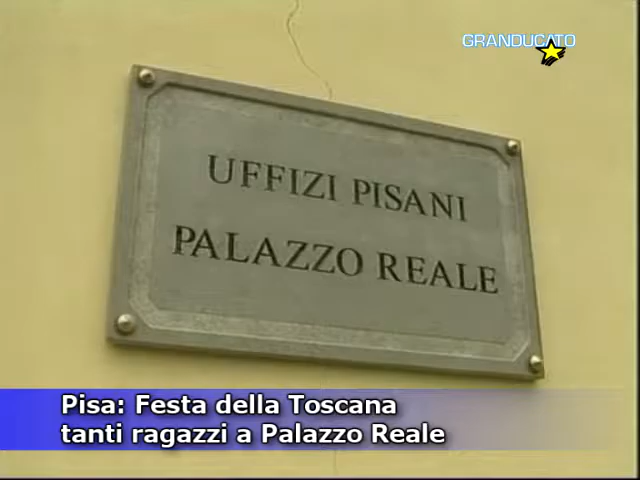 GRANDUCATO
UFFIZI PISANI
PALAZZO REALE
Pisa: Festa della Toscana
tanti ragazzi a Palazzo Reale